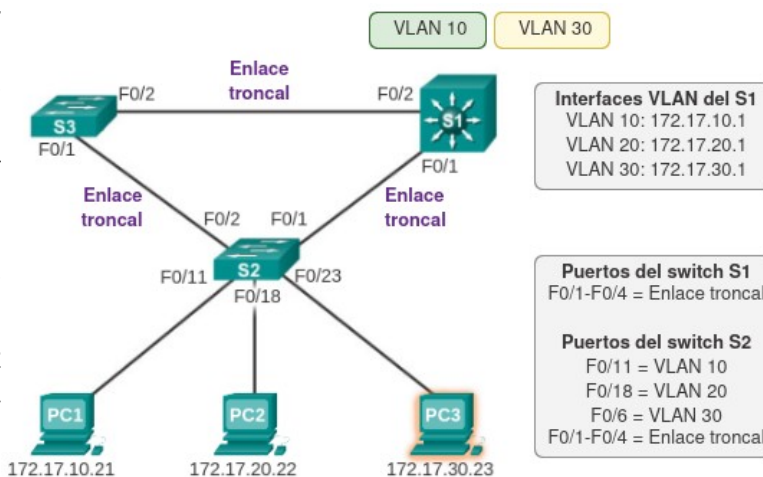 VLAN 10
VLAN 30
Enlace
troncal
F0/2
F0/2
S3
S1
F0/1
F0/1
Enlace
troncal
Enlace
troncal
F0/2
F0/1
S2
F0/11
F0/23
F0/18
PC1
PC2
PC3
172.17.10.21
172.17.20.22
172.17.30.23
Interfaces VLAN del S1
VLAN 10: 172.17.10.1
VLAN 20: 172.17.20.1
VLAN 30: 172.17.30.1
Puertos del switch S1
F0/1-F0/4 = Enlace troncal
Puertos del switch S2
F0/11 = VLAN 10
F0/18 = VLAN 20
F0/6 = VLAN 30
F0/1-F0/4 = Enlace troncal